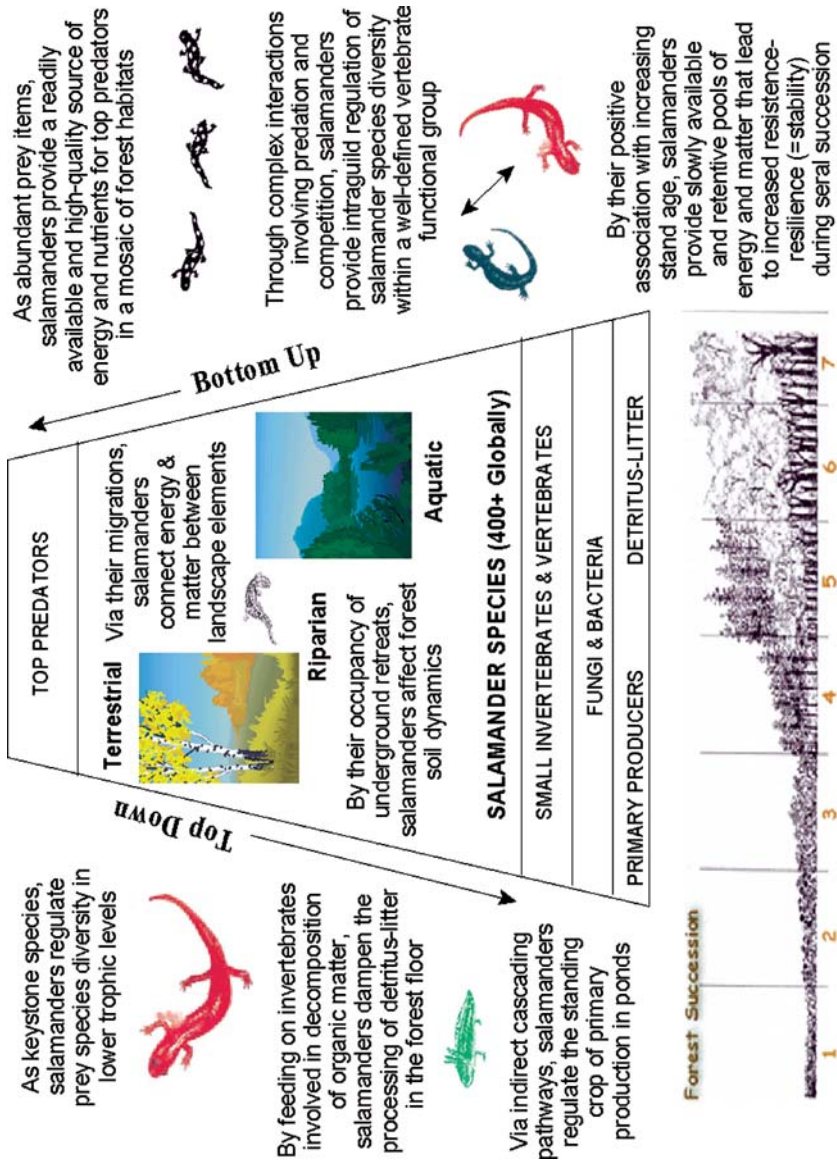 As keystone species,
salamanders regulate
prey species diversity in
lower trophic levels
By feeding on invertebrates
involved in decomposition
of organic matter,
salamanders dampen the
processing of detritus-litter
in the forest floor
Via indirect cascading
pathways, salamanders
regulate the standing
crop of primary
production in ponds
Top Down
TOP PREDATORS
Terrestrial
Via their migrations,
salamanders
connect energy &
matter between
landscape elements
Riparian
By their occupancy of
underground retreats,
salamanders affect forest
soil dynamics
Aquatic
SALAMANDER SPECIES (400+ Globally)
SMALL INVERTEBRATES & VERTEBRATES
FUNGI & BACTERIA
PRIMARY PRODUCERS DETRITUS-LITTER
Bottom Up
As abundant prey items,
salamanders provide a readily
available and high-quality source of
energy and nutrients for top predators
in a mosaic of forest habitats
Through complex interactions
involving predation and
competition, salamanders
provide intraguild regulation of
salamander species diversity
within a well-defined vertebrate
functional group
By their positive
association with increasing
stand age, salamanders
provide slowly available
and retentive pools of
energy and matter that lead
to increased resistence-
resilience (=stability)
during seral succession
Forest Succession
1 2 3 4 5 6 7